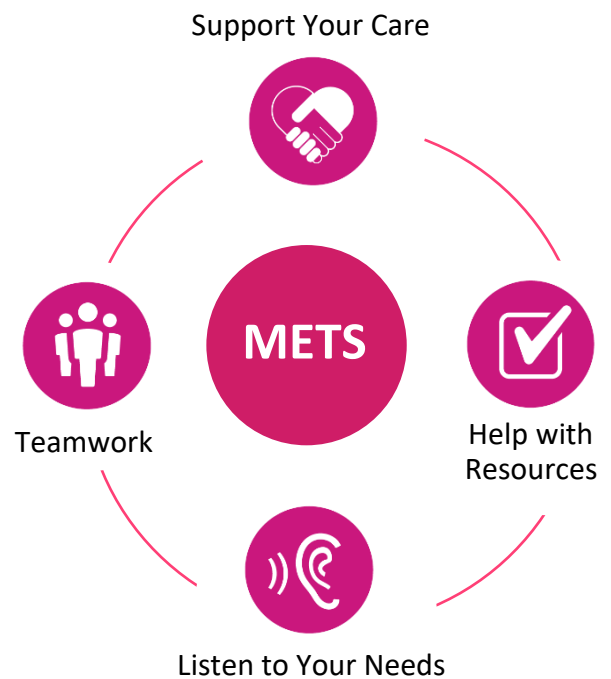 Support Your Care
METS
Teamwork
Help with
Resources
Listen to Your Needs